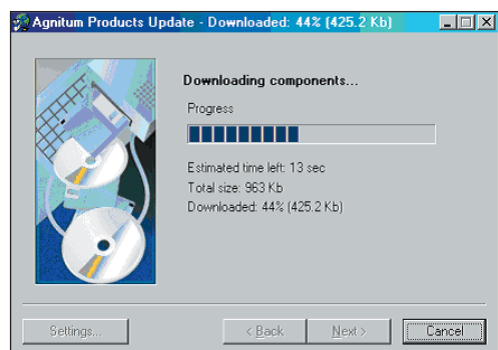 Agnitum Products Update - Downloaded: 44% (425.2 Kb)
Downloading components...
Progress
Estimated time left: 13 sec
Total size: 963 Kb
Downloaded: 44% (425.2 Kb)
Settings... < Back Next > Cancel